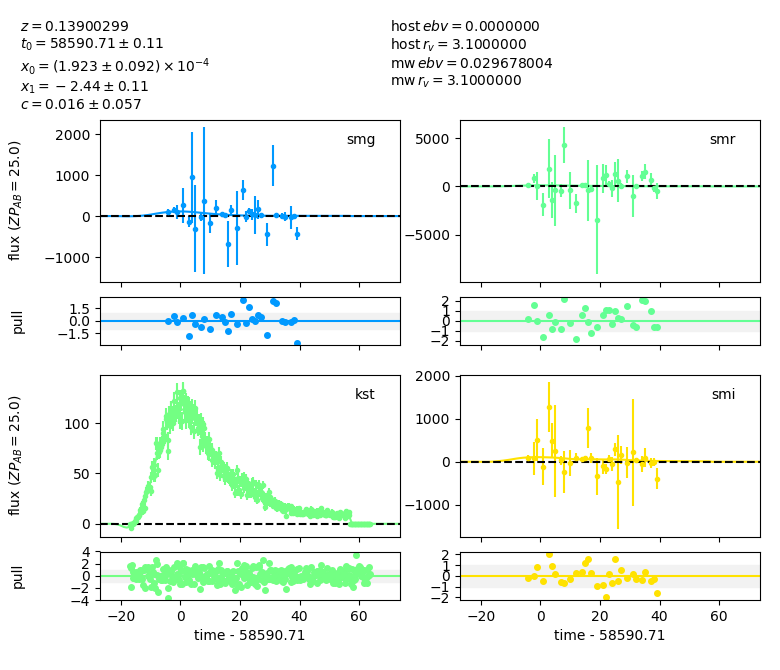 z = 0.13900299
t₀ = 58590.71 ± 0.11
x₀ = (1.923 ± 0.092) × 10⁻⁴
x₁ = −2.44 ± 0.11
c = 0.016 ± 0.057
host ebv = 0.0000000
host r_v = 3.1000000
mw ebv = 0.029678004
mw r_v = 3.1000000
flux (ZP_AB = 25.0)
2000
1000
0
−1000
smg
5000
0
−5000
smr
pull
1.5
0.0
−1.5
2
1
0
−1
−2
flux (ZP_AB = 25.0)
100
50
0
kst
2000
1000
0
−1000
smi
pull
4
2
0
−2
−4
2
1
0
−1
−2
−20 0 20 40 60
−20 0 20 40 60
time - 58590.71
time - 58590.71